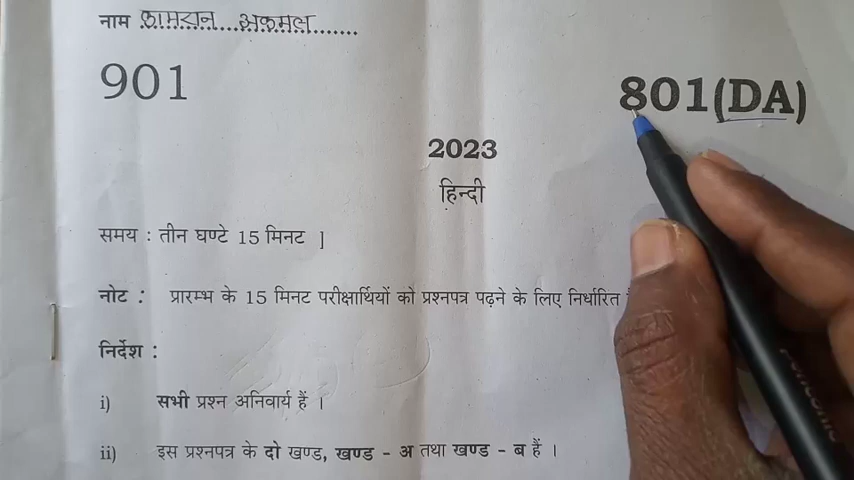 नाम कामरान अकमल
901
801(DA)
2023
हिन्दी
समय : तीन घण्टे 15 मिनट ]
नोट : प्रारम्भ के 15 मिनट परीक्षार्थियों को प्रश्नपत्र पढ़ने के लिए निर्धारित
निर्देश :
i) सभी प्रश्न अनिवार्य हैं ।
ii) इस प्रश्नपत्र के दो खण्ड, खण्ड - अ तथा खण्ड - ब हैं ।